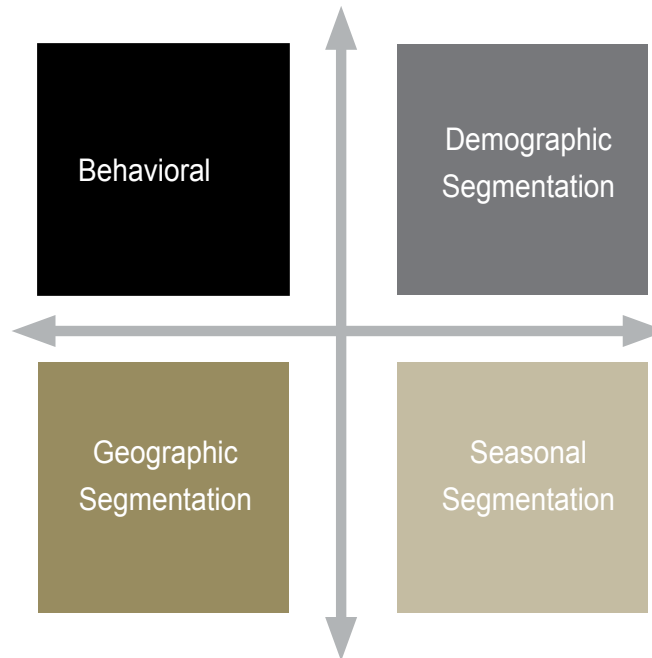 Behavioral
Demographic
Segmentation
Geographic
Segmentation
Seasonal
Segmentation